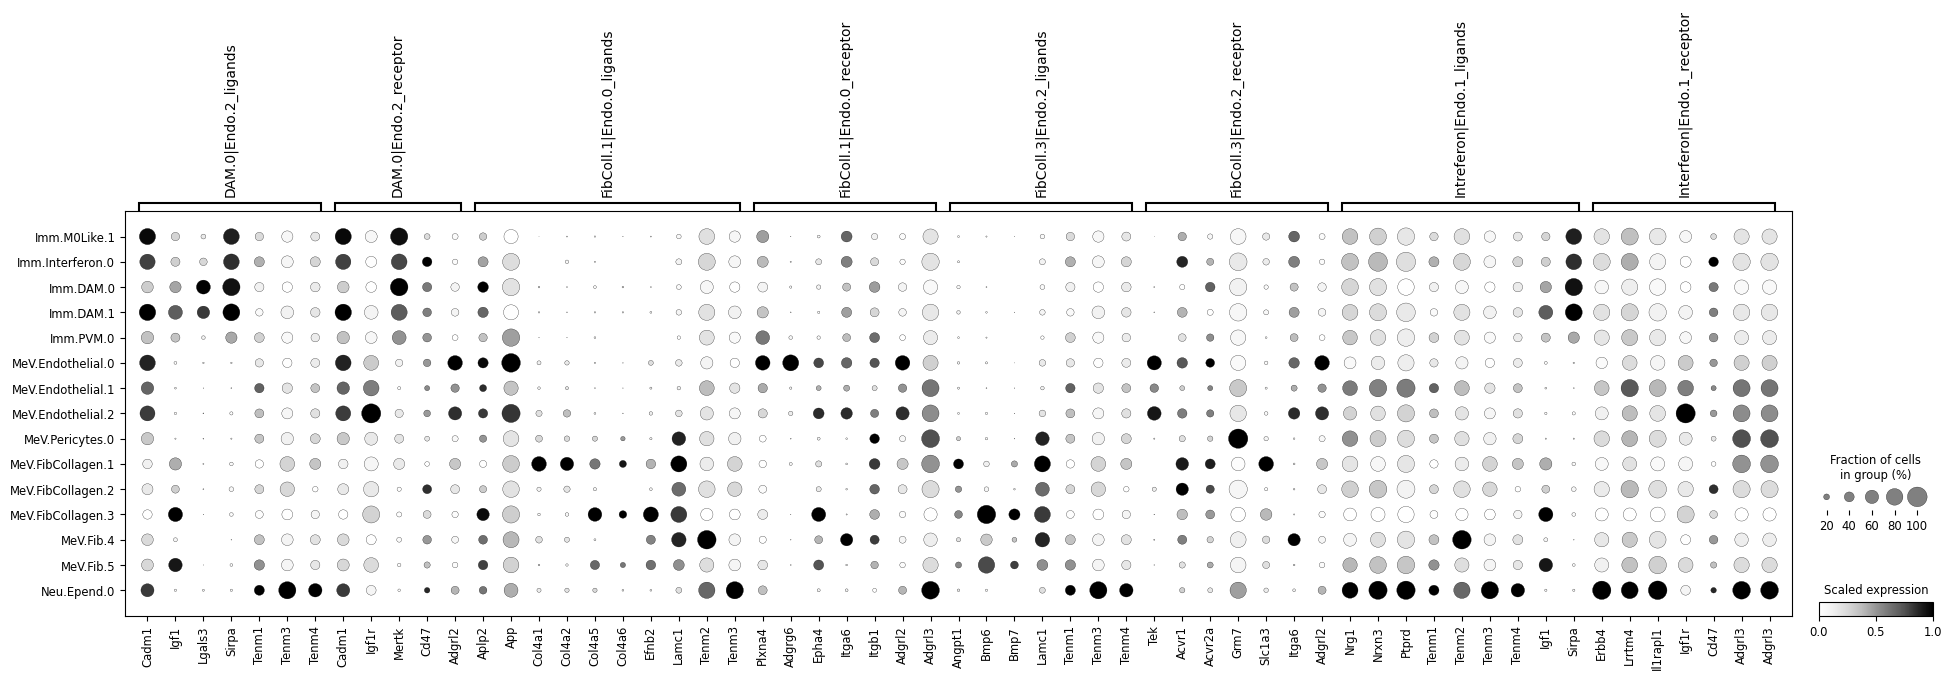 DAM.0|Endo.2_ligands
DAM.0|Endo.2_receptor
FibColl.1|Endo.0_ligands
FibColl.1|Endo.0_receptor
FibColl.3|Endo.2_ligands
FibColl.3|Endo.2_receptor
Intreferon|Endo.1_ligands
Interferon|Endo.1_receptor
Imm.M0Like.1
Imm.Interferon.0
Imm.DAM.0
Imm.DAM.1
Imm.PVM.0
MeV.Endothelial.0
MeV.Endothelial.1
MeV.Endothelial.2
MeV.Pericytes.0
MeV.FibCollagen.1
MeV.FibCollagen.2
MeV.FibCollagen.3
MeV.Fib.4
MeV.Fib.5
Neu.Epend.0
Cadm1
Igf1
Lgals3
Sirpa
Tenm1
Tenm3
Tenm4
Cadm1
Igf1r
Mertk
Cd47
Adgrl2
Aplp2
App
Col4a1
Col4a2
Col4a5
Col4a6
Efnb2
Lamc1
Tenm2
Tenm3
Plxna4
Adgrg6
Epha4
Itga6
Itgb1
Adgrl2
Adgrl3
Angpt1
Bmp6
Bmp7
Lamc1
Tenm1
Tenm3
Tenm4
Tek
Acvr1
Acvr2a
Grm7
Slc1a3
Itga6
Adgrl2
Nrg1
Nrxn3
Ptprd
Tenm1
Tenm2
Tenm3
Tenm4
Igf1
Sirpa
Erbb4
Lrrtm4
Il1rapl1
Igf1r
Cd47
Adgrl3
Adgrl3
Fraction of cells
in group (%)
20 40 60 80 100
Scaled expression
0.0 0.5 1.0